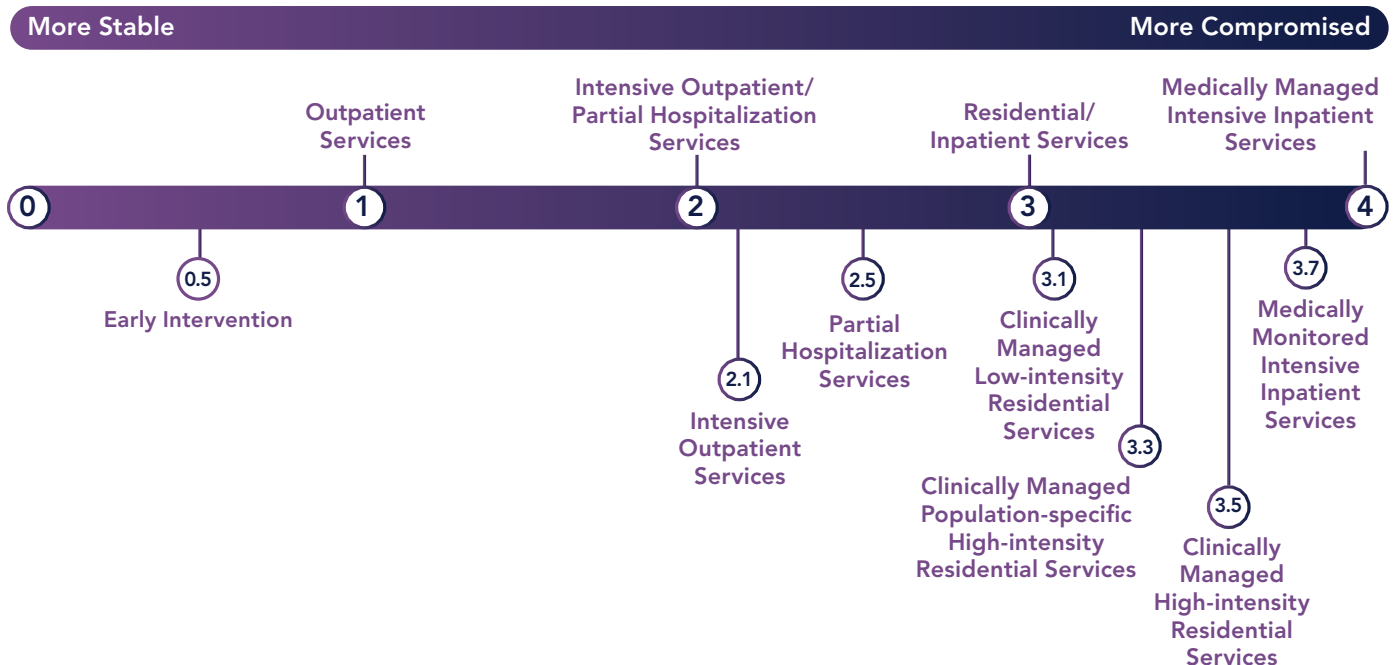 More Stable
More Compromised
Outpatient
Services
Intensive Outpatient/
Partial Hospitalization
Services
Residential/
Inpatient Services
Medically Managed
Intensive Inpatient
Services
0
1
2
3
4
0.5
Early Intervention
2.1
Intensive
Outpatient
Services
2.5
Partial
Hospitalization
Services
3.1
Clinically
Managed
Low-intensity
Residential
Services
3.3
Clinically Managed
Population-specific
High-intensity
Residential Services
3.5
Clinically
Managed
High-intensity
Residential
Services
3.7
Medically
Monitored
Intensive
Inpatient
Services